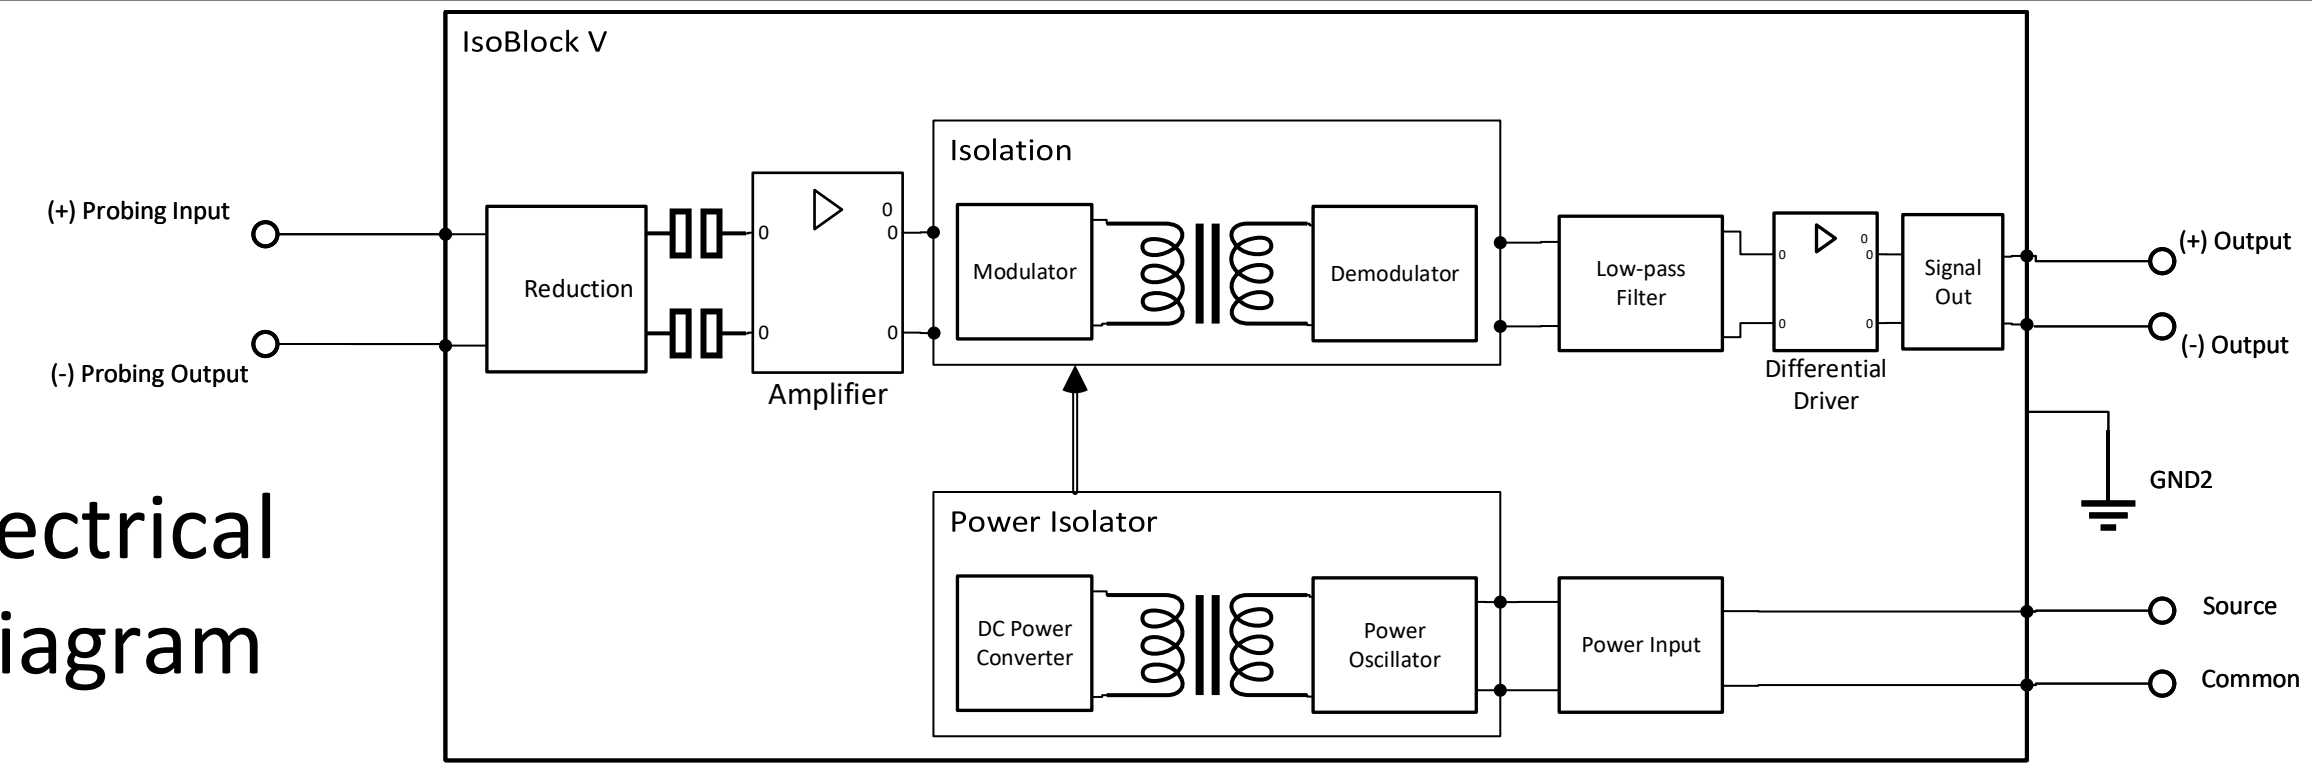 IsoBlock V
Isolation
(+) Probing Input
0
0
0
Modulator
Demodulator
Reduction
Low-pass
Filter
0
0
0
Signal
Out
(+) Output
0
0
0
0
(-) Output
(-) Probing Output
Amplifier
Differential
Driver
GND2
ectrical
iagram
Power Isolator
DC Power
Converter
Power
Oscillator
Power Input
Source
Common